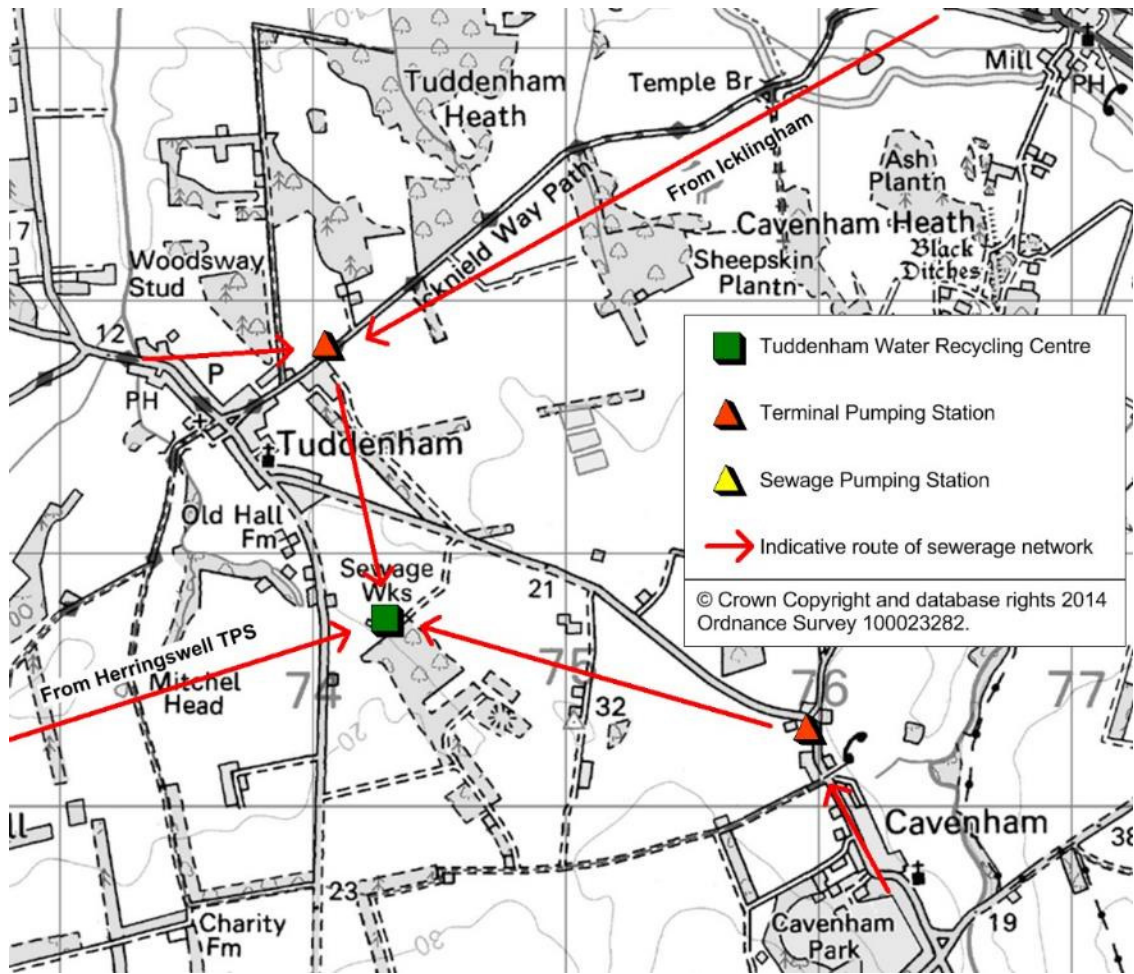 Tuddenham
Heath
Temple Br
Mill
PH
From Icklingham
Icknield Way Path
Ash
Plantn
Cavenham Heath
Black
Ditches
Sheepskin
Plantn
17
Woodsway
Stud
12
P
PH
Tuddenham
Old Hall
Fm
Sewage
Wks
21
Tuddenham Water Recycling Centre
Terminal Pumping Station
Sewage Pumping Station
Indicative route of sewerage network
© Crown Copyright and database rights 2014
Ordnance Survey 100023282.
From Herringswell TPS
Mitchel
Head
74
75
76
77
32
20
Cavenham
38
23
19
Charity
Fm
30
Cavenham
Park